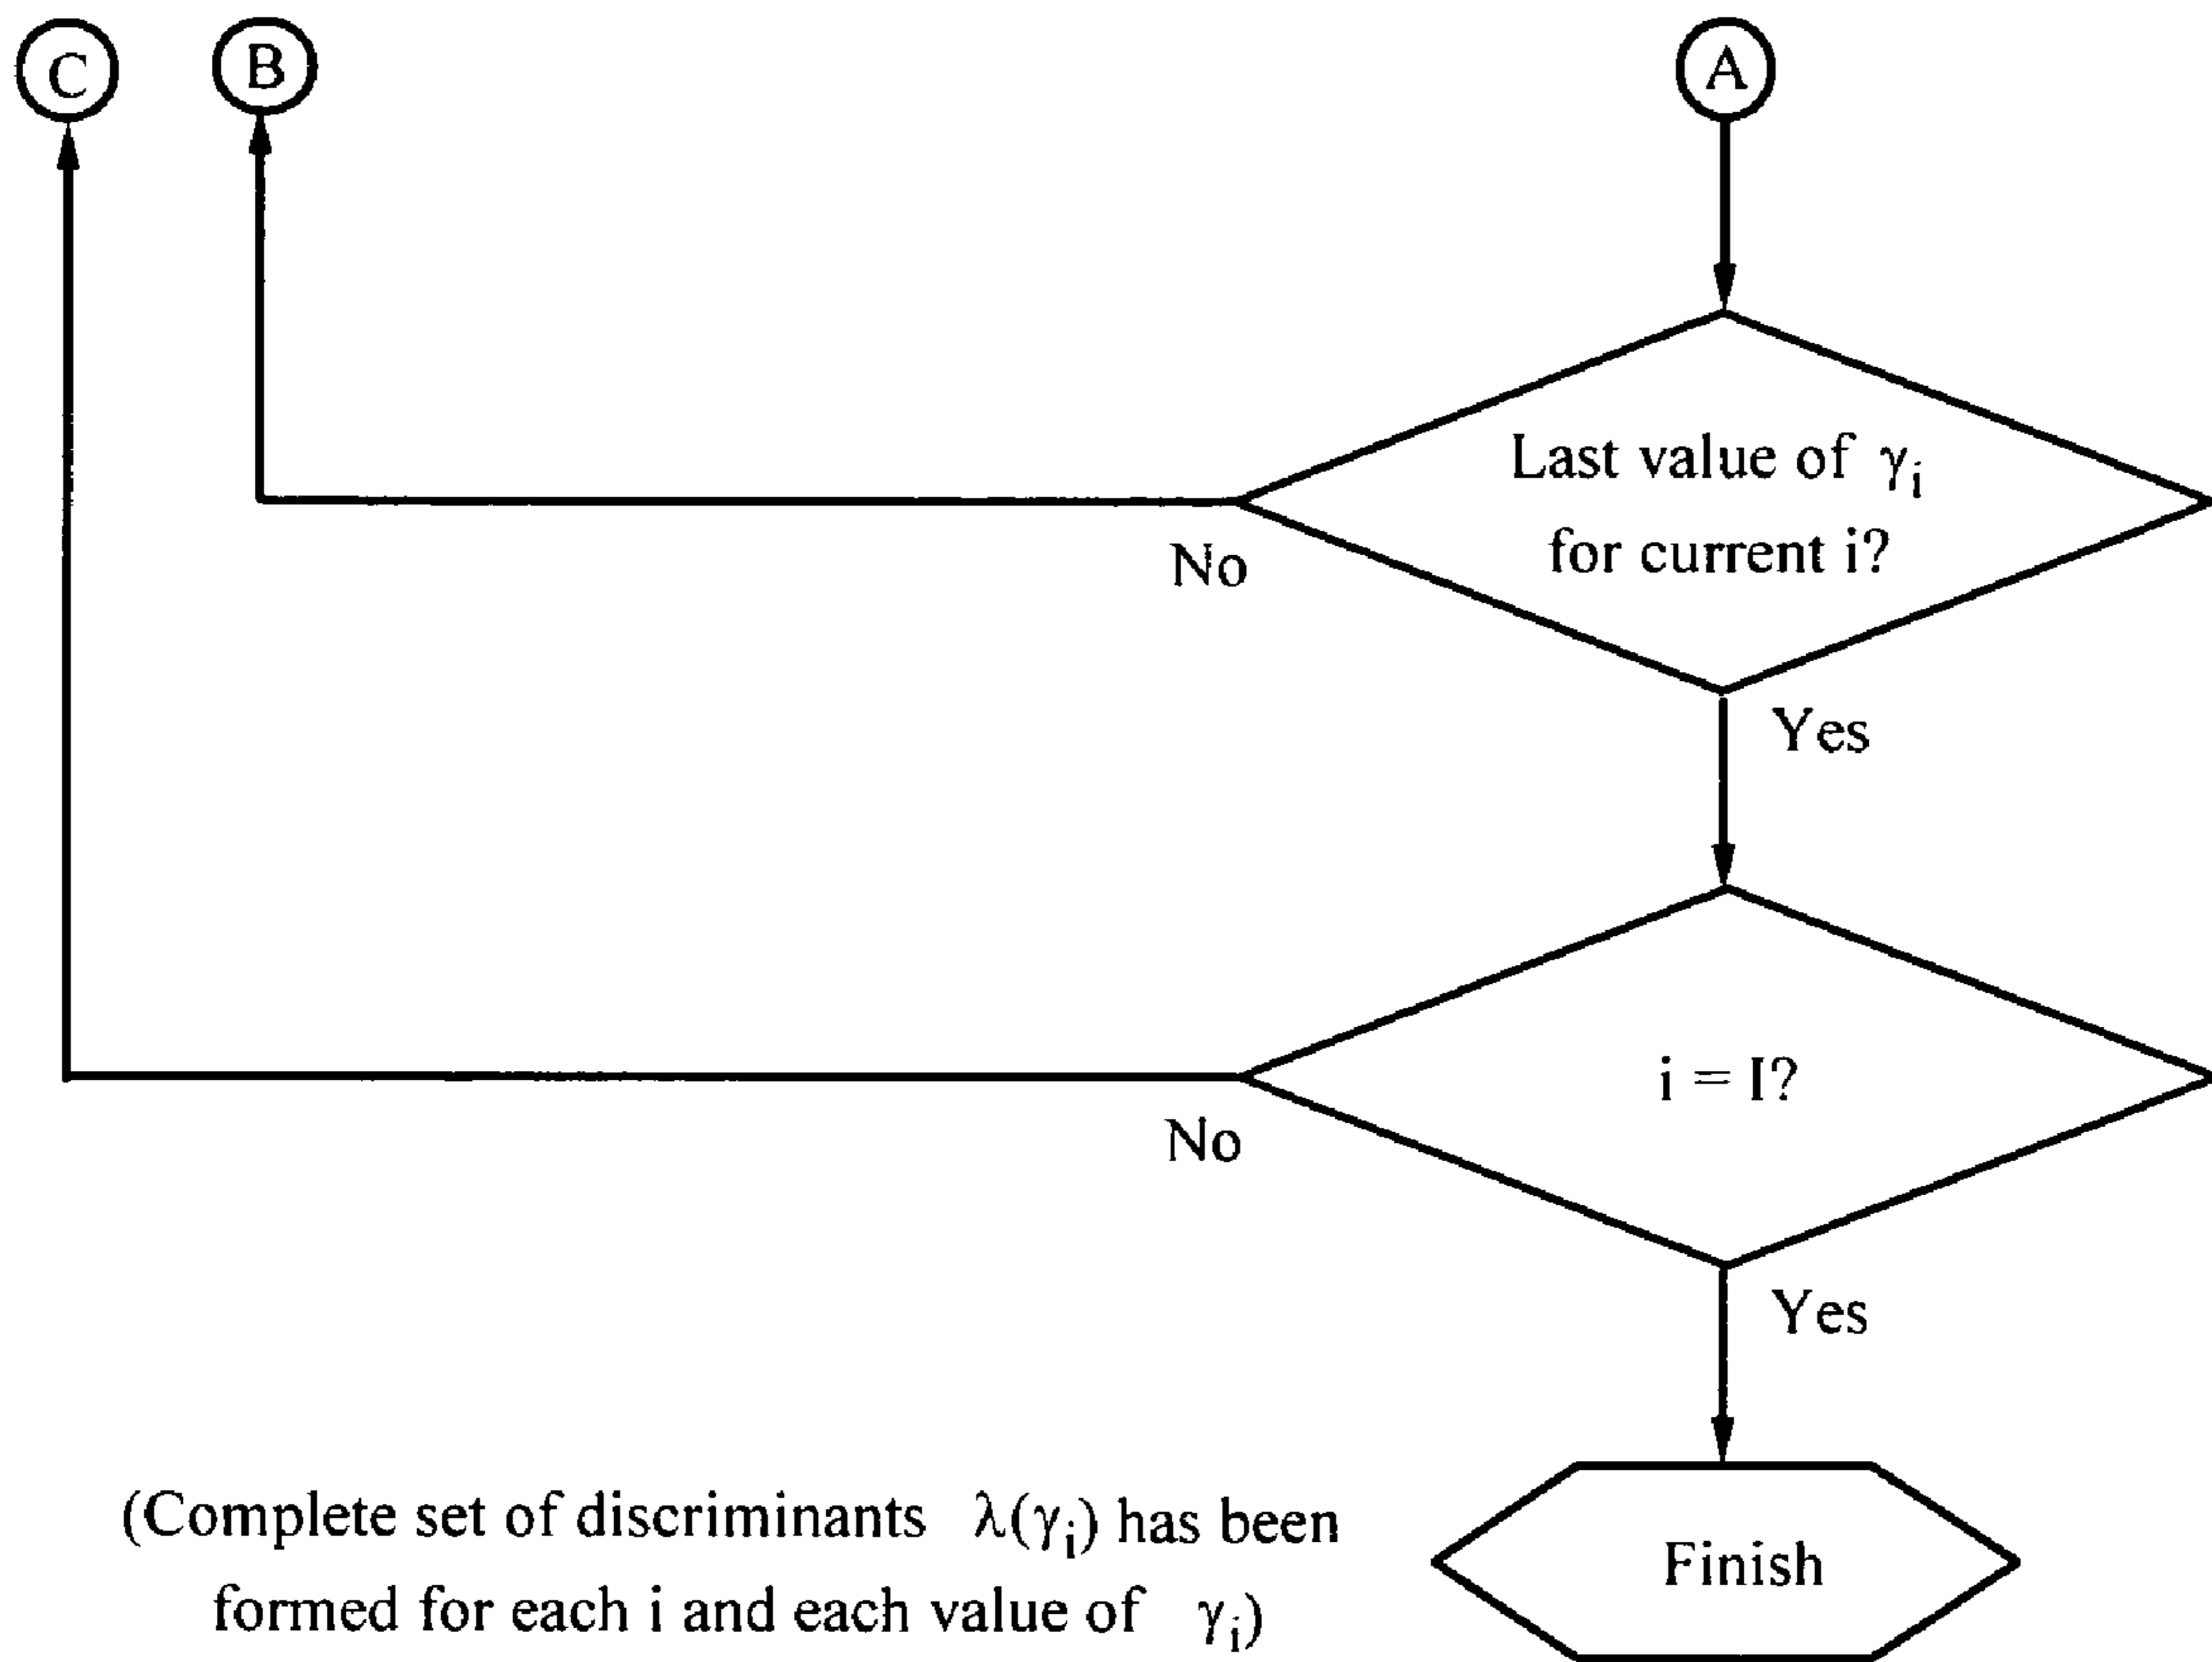 C
B
A
Last value of γᵢ
for current i?
No
Yes
i = I?
No
Yes
(Complete set of discriminants λ(γᵢ) has been
formed for each i and each value of γᵢ)
Finish